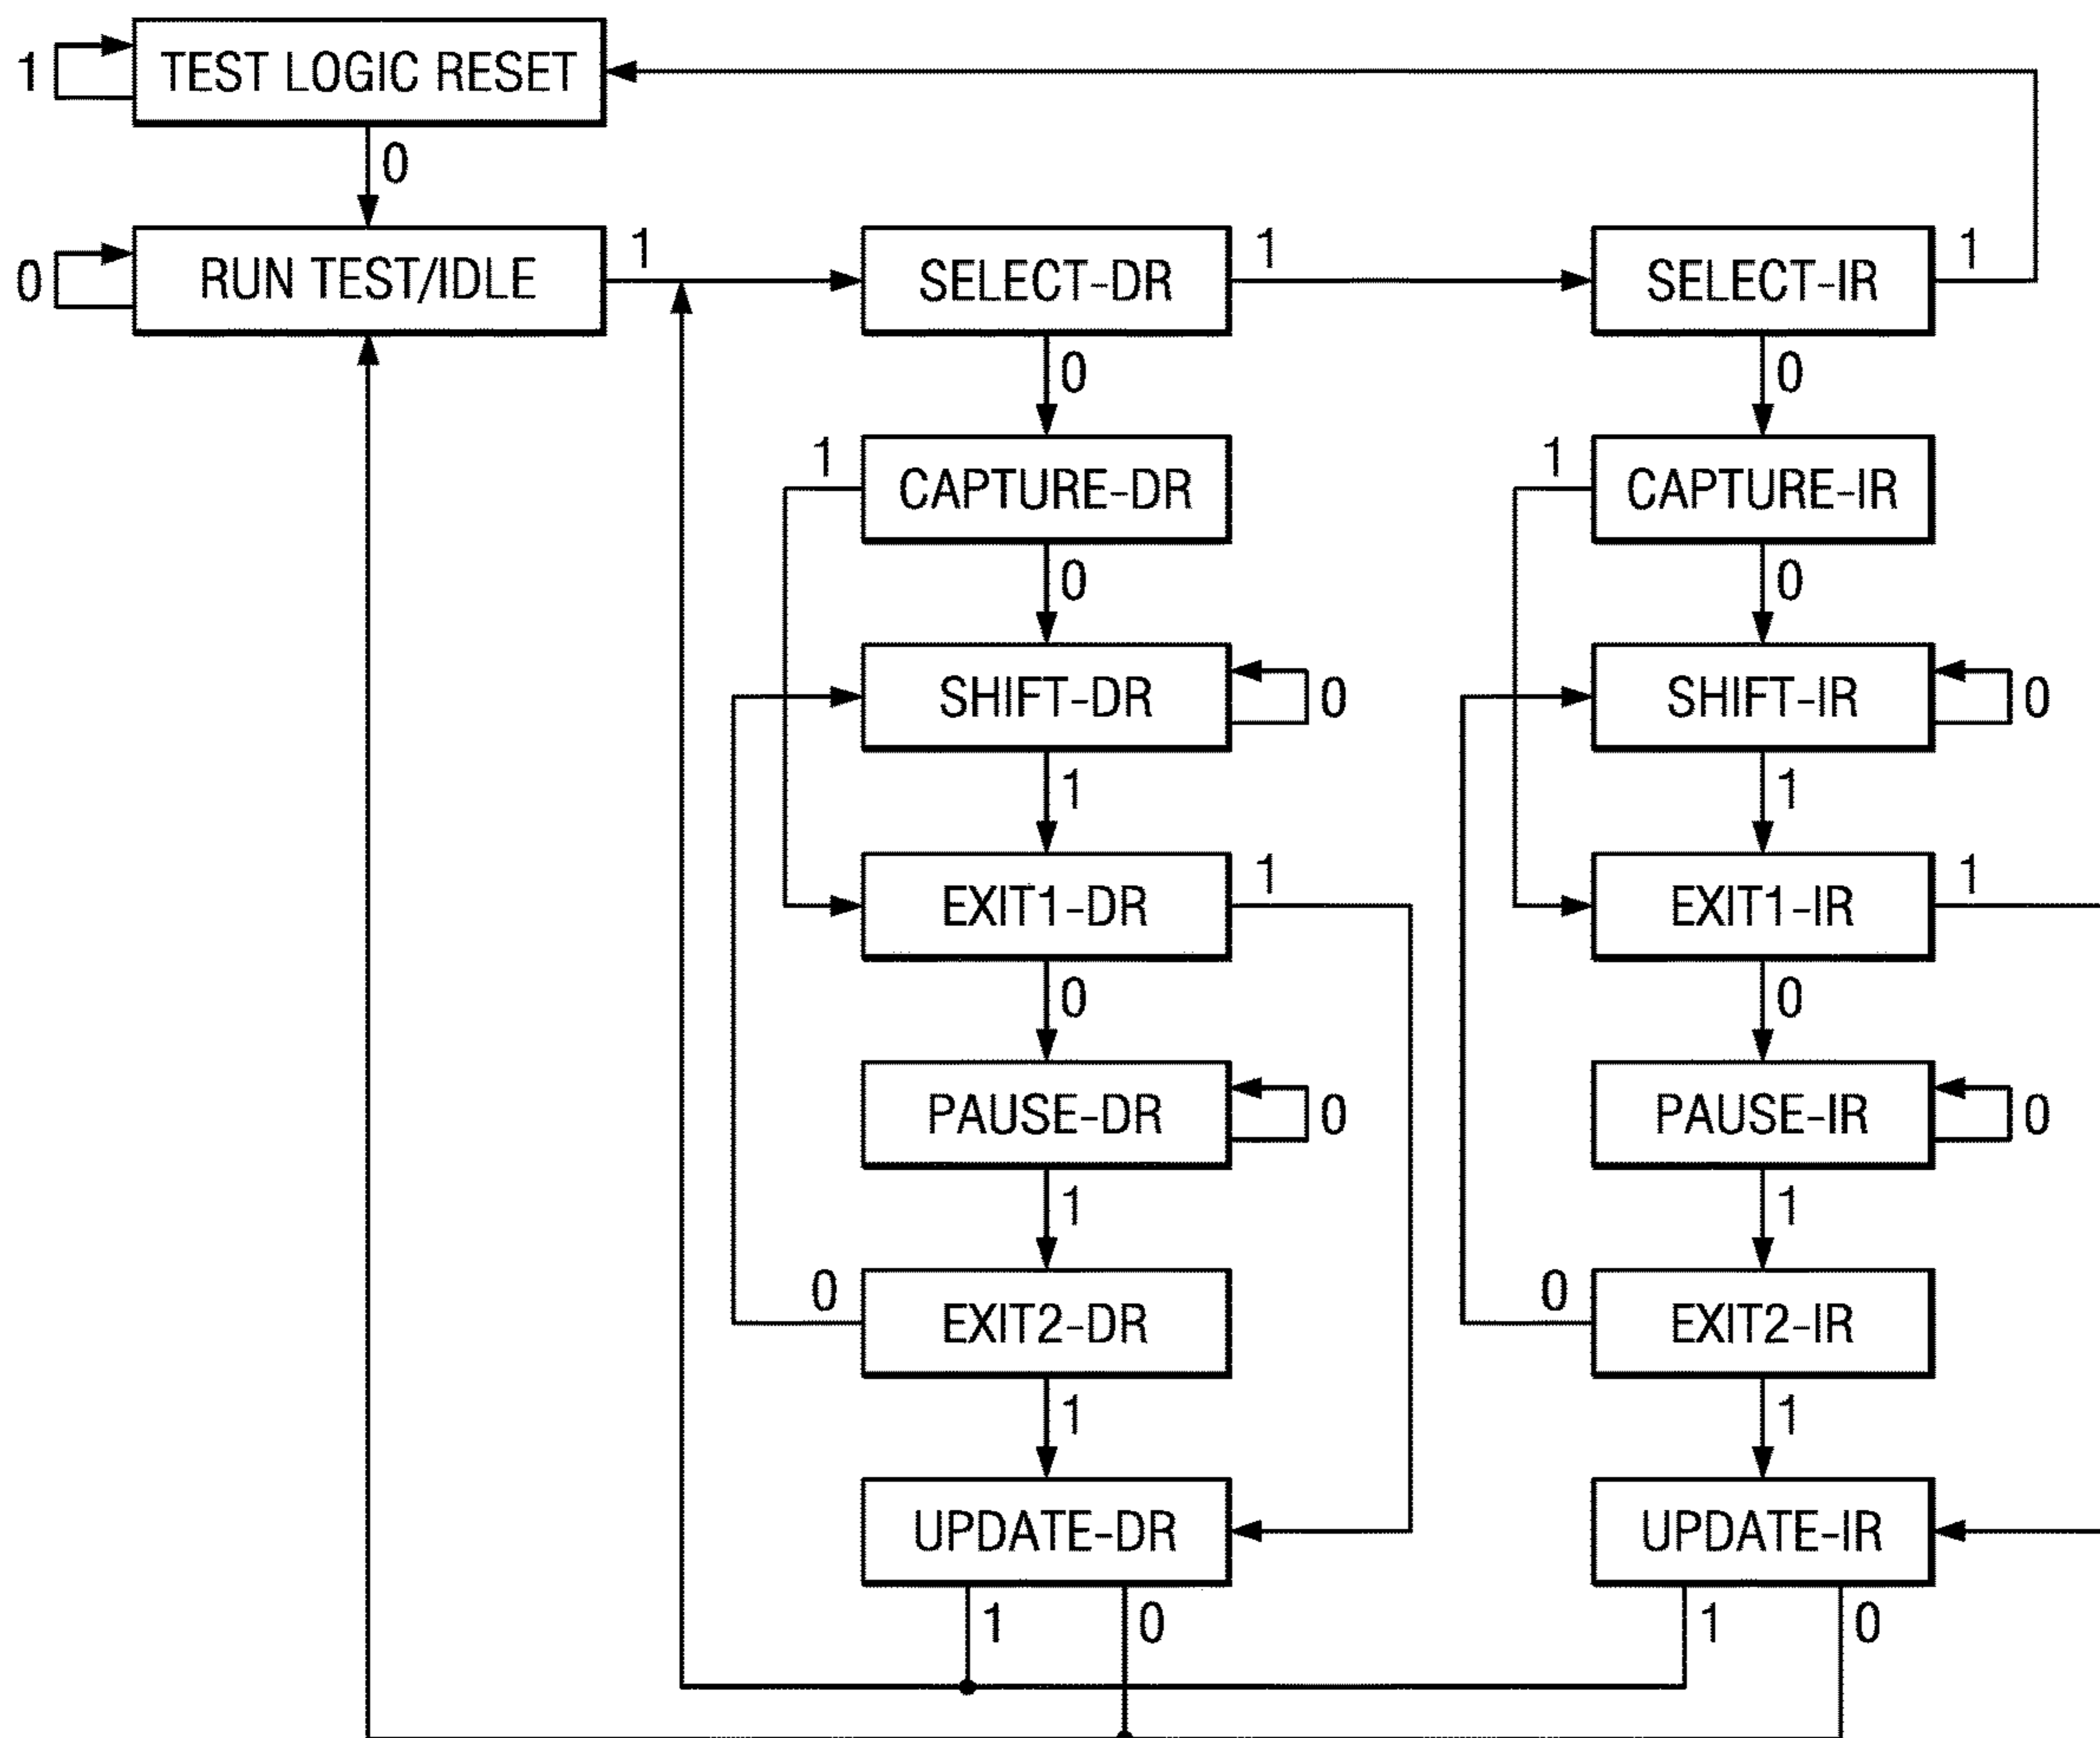 1
TEST LOGIC RESET
0
0
RUN TEST/IDLE
1
SELECT-DR
1
SELECT-IR
1
0
0
1
CAPTURE-DR
1
CAPTURE-IR
0
0
SHIFT-DR
0
SHIFT-IR
0
1
1
EXIT1-DR
1
EXIT1-IR
1
0
0
PAUSE-DR
0
PAUSE-IR
0
1
1
0
EXIT2-DR
0
EXIT2-IR
1
1
UPDATE-DR
UPDATE-IR
1
0
1
0